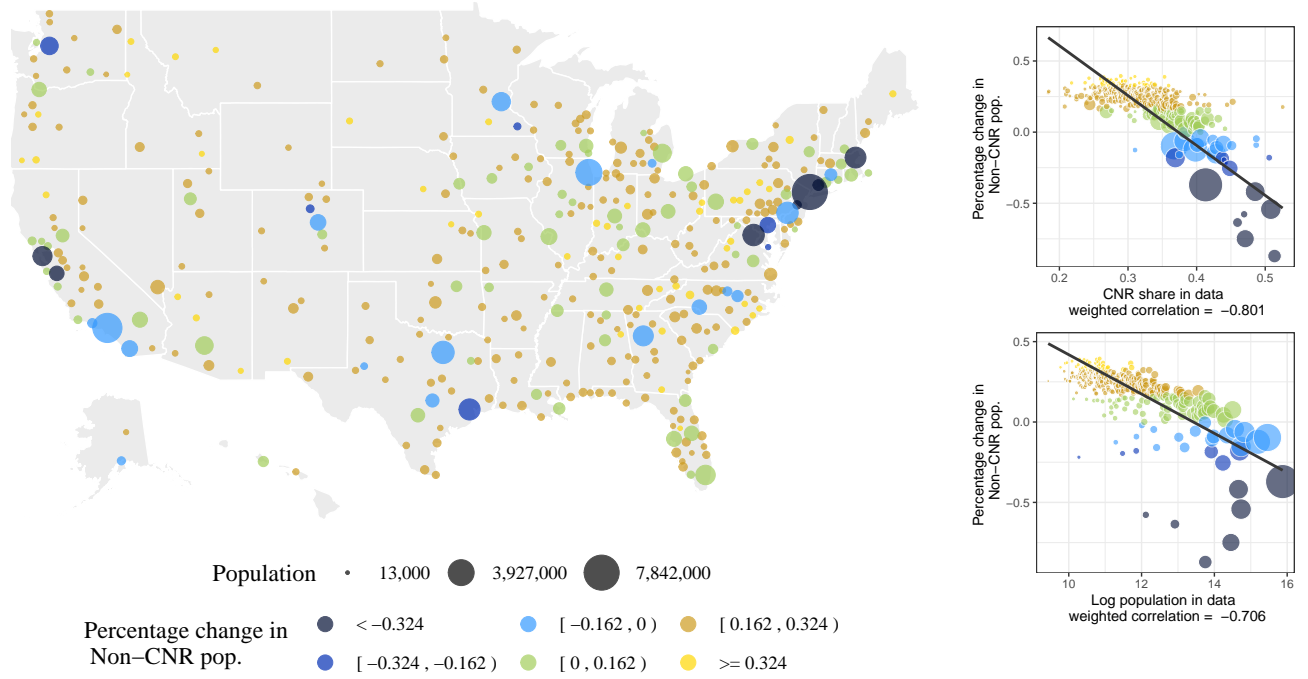 Population
13,000
3,927,000
7,842,000
Percentage change in
Non−CNR pop.
< −0.324
[ −0.162 , 0 )
[ 0.162 , 0.324 )
[ −0.324 , −0.162 )
[ 0 , 0.162 )
>= 0.324
Percentage change in
Non−CNR pop.
0.5
0.0
−0.5
0.2
0.3
0.4
0.5
CNR share in data
weighted correlation = −0.801
Percentage change in
Non−CNR pop.
0.5
0.0
−0.5
10
12
14
16
Log population in data
weighted correlation = −0.706